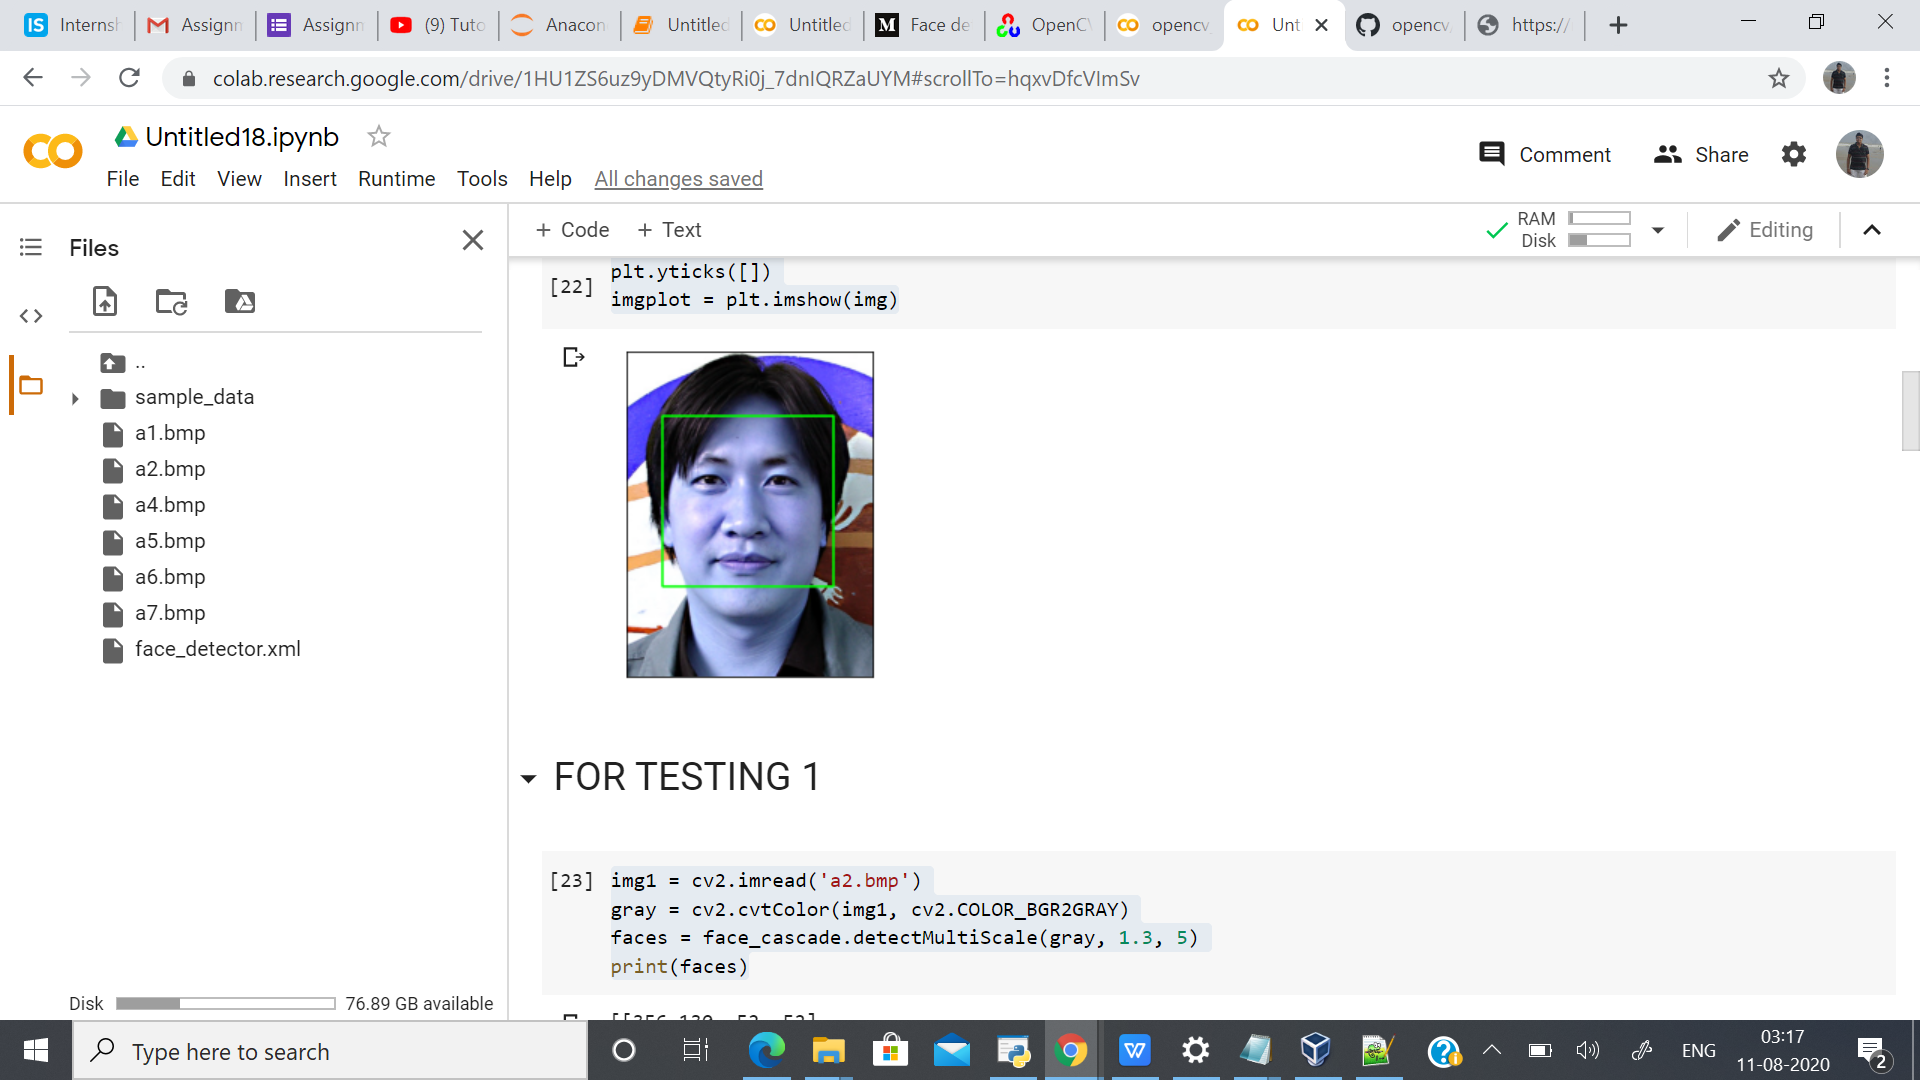 IS Internsh
Assignm
Assignm
(9) Tuto
Anacon
Untitled
Untitled
Face de
OpenCV
opencv
Unt
opencv
https://
colab.research.google.com/drive/1HU1ZS6uz9yDMVQtyRi0j_7dnIQRZaUYM#scrollTo=hqxvDfcVImSv
Untitled18.ipynb
File Edit View Insert Runtime Tools Help All changes saved
Comment
Share
Files
+ Code + Text
RAM
Disk
Editing
..
sample_data
a1.bmp
a2.bmp
a4.bmp
a5.bmp
a6.bmp
a7.bmp
face_detector.xml
Disk
76.89 GB available
plt.yticks([])
[22]
imgplot = plt.imshow(img)
FOR TESTING 1
[23] img1 = cv2.imread('a2.bmp')
gray = cv2.cvtColor(img1, cv2.COLOR_BGR2GRAY)
faces = face_cascade.detectMultiScale(gray, 1.3, 5)
print(faces)
Type here to search
ENG
03:17
11-08-2020
2